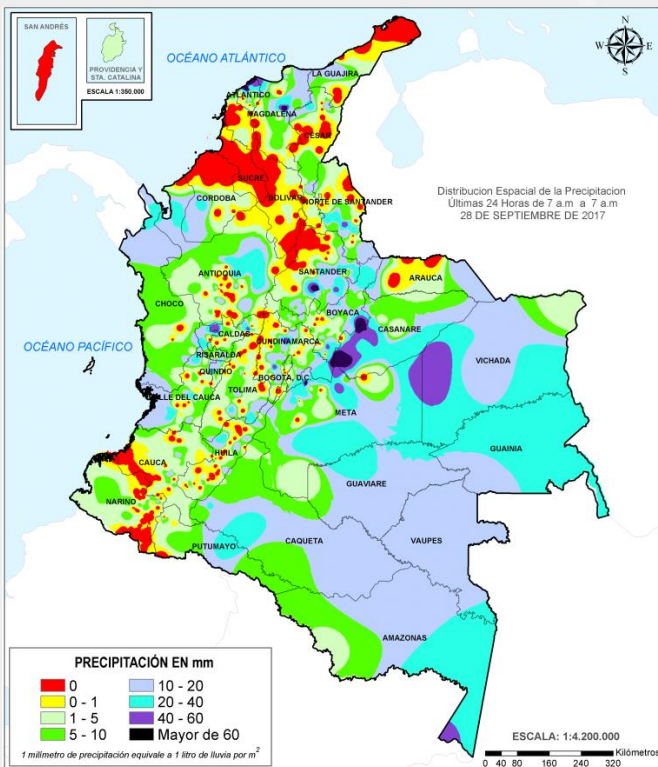 SAN ANDRÉS
PROVIDENCIA Y
STA. CATALINA
ESCALA 1:350.000
OCÉANO ATLÁNTICO
N
W
E
S
LA GUAJIRA
ATLANTICO
MAGDALENA
CESAR
SUCRE
BOLIVAR
NORTE DE SANTANDER
CORDOBA
Distribucion Espacial de la Precipitacion
Últimas 24 Horas de 7 a.m a 7 a.m
28 DE SEPTIEMBRE DE 2017
ANTIOQUIA
SANTANDER
ARAUCA
CHOCO
BOYACA
CASANARE
OCÉANO PACÍFICO
CALDAS
CUNDINAMARCA
VICHADA
RISARALDA
QUINDIO
BOGOTA, D.C.
TOLIMA
VALLE DEL CAUCA
META
GUAINIA
CAUCA
HUILA
GUAVIARE
NARIÑO
PUTUMAYO
CAQUETA
VAUPES
AMAZONAS
PRECIPITACIÓN EN mm
0
10 - 20
0 - 1
20 - 40
1 - 5
40 - 60
5 - 10
Mayor de 60
1 milimetro de precipitación equivale a 1 litro de lluvia por m²
ESCALA: 1:4.200.000
Kilómetros
0 40 80 160 240 320